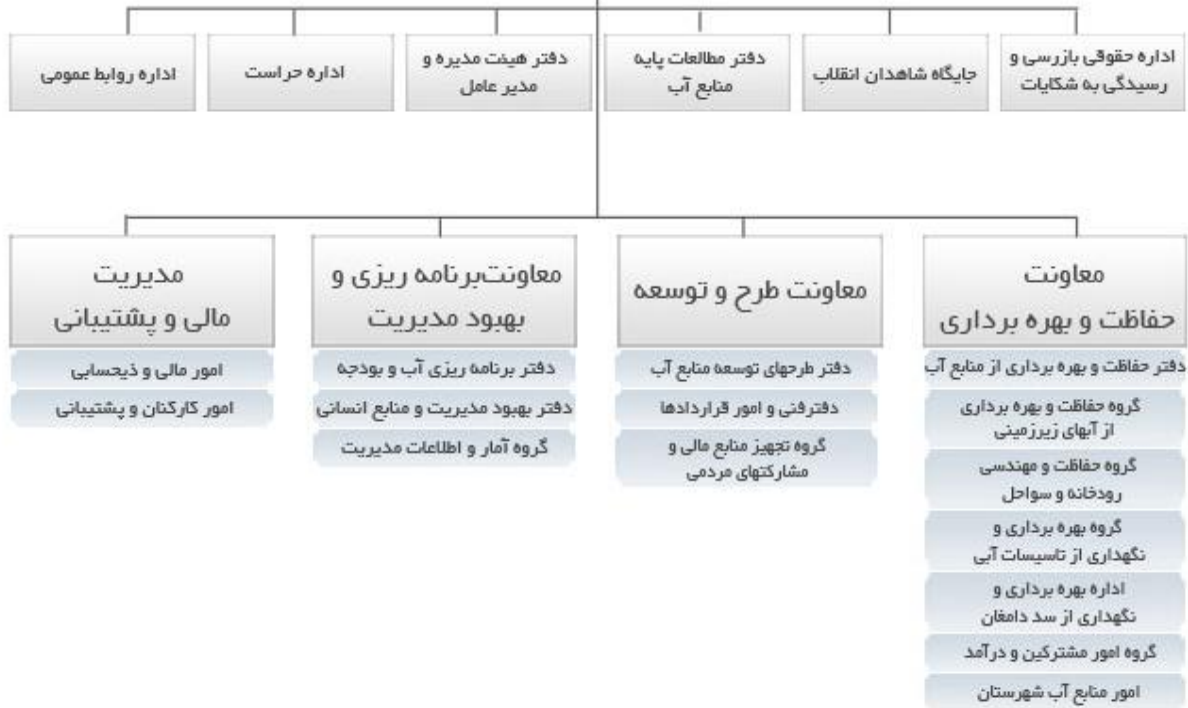 اداره حقوقی بازرسی و
رسیدگی به شکایات
جایگاه شاهدان انقلاب
دفتر مطالعات پایه
منابع آب
دفتر هیئت مدیره و
مدیر عامل
اداره حراست
اداره روابط عمومی
معاونت
حفاظت و بهره برداری
دفتر حفاظت و بهره برداری از منابع آب
گروه حفاظت و بهره برداری
از آبهای زیرزمینی
گروه حفاظت و مهندسی
رودخانه و سواحل
گروه بهره برداری و
نگهداری از تاسیسات آبی
اداره بهره برداری و
نگهداری از سد دامغان
گروه امور مشترکین و درآمد
امور منابع آب شهرستان
معاونت طرح و توسعه
دفتر طرحهای توسعه منابع آب
دفترفنی و امور قراردادها
گروه تجهیز منابع مالی و
مشارکتهای مردمی
معاونت‌برنامه ریزی و
بهبود مدیریت
دفتر برنامه ریزی آب و بودجه
دفتر بهبود مدیریت و منابع انسانی
گروه آمار و اطلاعات مدیریت
مدیریت
مالی و پشتیبانی
امور مالی و ذیحسابی
امور کارکنان و پشتیبانی